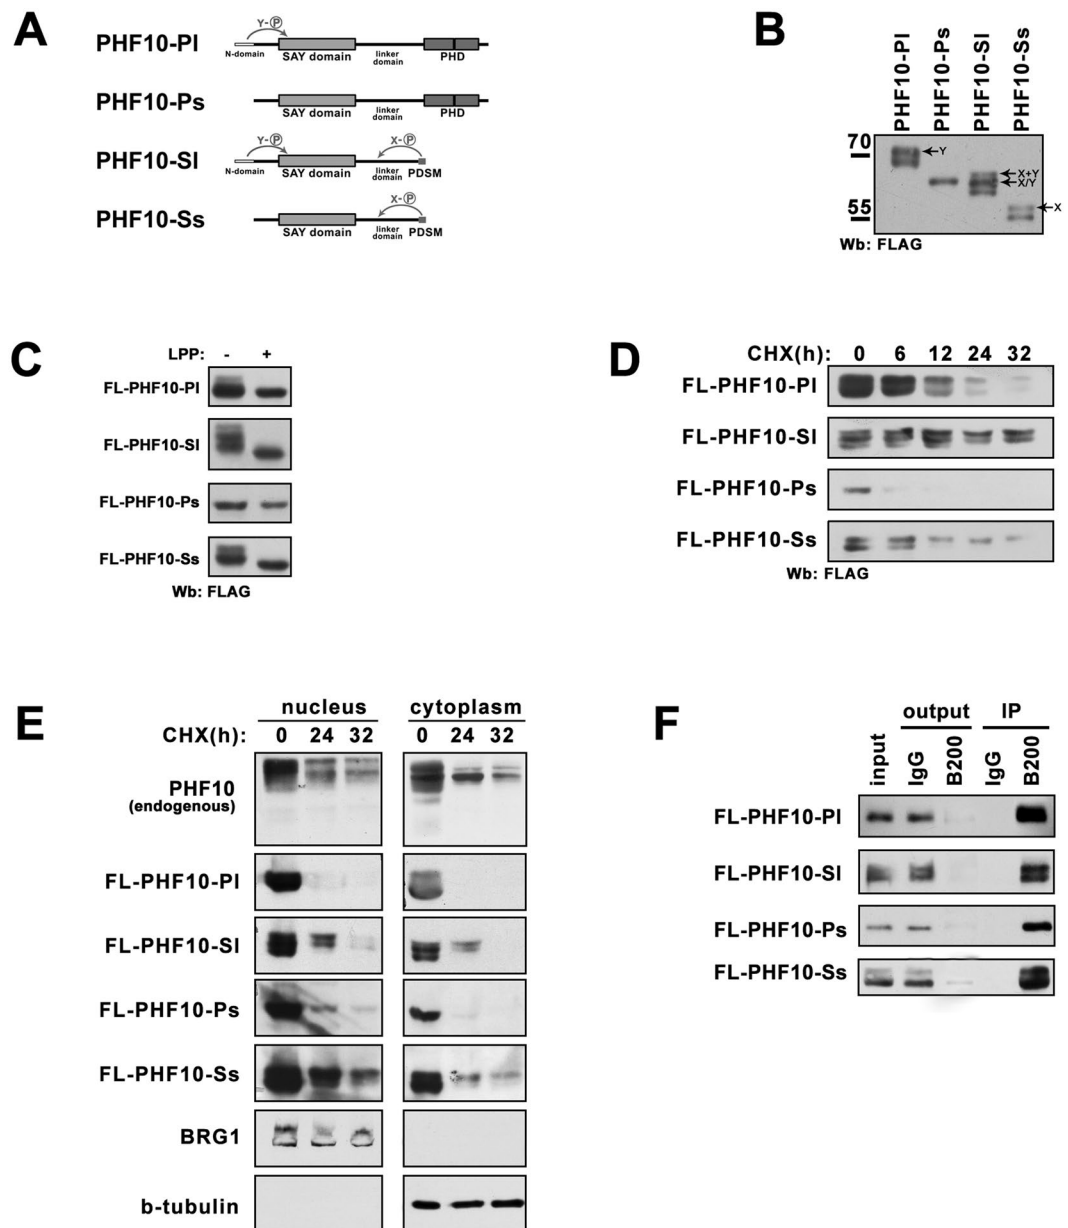 A
PHF10-Pl
Y-P
N-domain
SAY domain
linker
domain
PHD
PHF10-Ps
SAY domain
linker
domain
PHD
PHF10-Sl
Y-P
X-P
N-domain
SAY domain
linker
domain
PDSM
PHF10-Ss
X-P
SAY domain
linker
domain
PDSM
B
PHF10-Pl
PHF10-Ps
PHF10-Sl
PHF10-Ss
70
Y
X+Y
X/Y
55
X
Wb: FLAG
C
LPP: - +
FL-PHF10-Pl
FL-PHF10-Sl
FL-PHF10-Ps
FL-PHF10-Ss
Wb: FLAG
D
CHX(h): 0 6 12 24 32
FL-PHF10-Pl
FL-PHF10-Sl
FL-PHF10-Ps
FL-PHF10-Ss
Wb: FLAG
E
nucleus cytoplasm
CHX(h): 0 24 32 0 24 32
PHF10
(endogenous)
FL-PHF10-Pl
FL-PHF10-Sl
FL-PHF10-Ps
FL-PHF10-Ss
BRG1
b-tubulin
F
output IP
input IgG B200 IgG B200
FL-PHF10-Pl
FL-PHF10-Sl
FL-PHF10-Ps
FL-PHF10-Ss